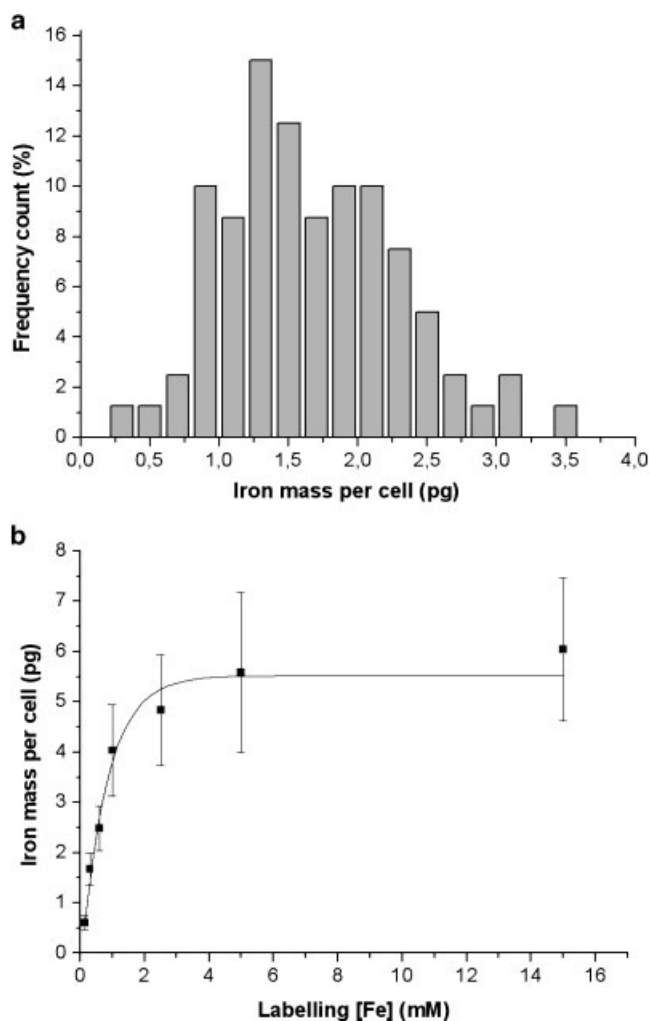 a
Frequency count (%)
16
14
12
10
8
6
4
2
0
0,0 0,5 1,0 1,5 2,0 2,5 3,0 3,5 4,0
Iron mass per cell (pg)
b
Iron mass per cell (pg)
8
7
6
5
4
3
2
1
0
0 2 4 6 8 10 12 14 16
Labelling [Fe] (mM)